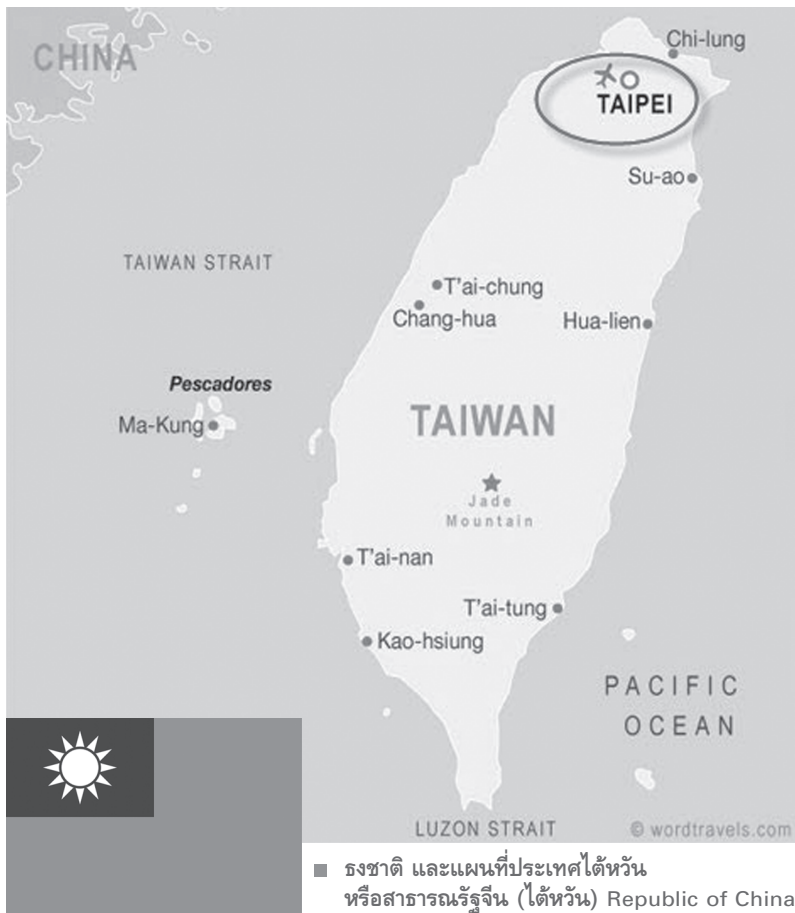 CHINA
Chi-lung
TAIPEI
Su-ao
TAIWAN STRAIT
T'ai-chung
Chang-hua
Hua-lien
Pescadores
Ma-Kung
TAIWAN
Jade
Mountain
T'ai-nan
T'ai-tung
Kao-hsiung
PACIFIC
OCEAN
LUZON STRAIT
© wordtravels.com
ธงชาติ และแผนที่ประเทศไต้หวัน
หรือสาธารณรัฐจีน (ไต้หวัน) Republic of China